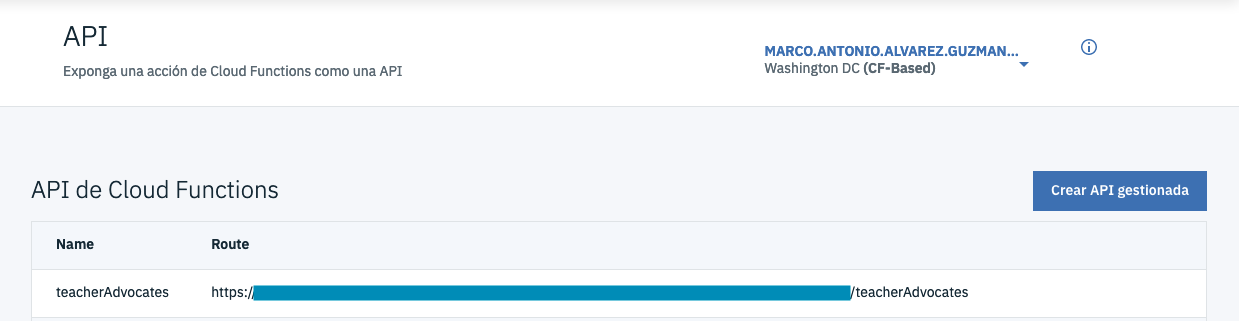 API
Exponga una acción de Cloud Functions como una API
MARCO.ANTONIO.ALVAREZ.GUZMAN...
Washington DC (CF-Based)
API de Cloud Functions
Crear API gestionada
Name Route
teacherAdvocates https:// /teacherAdvocates